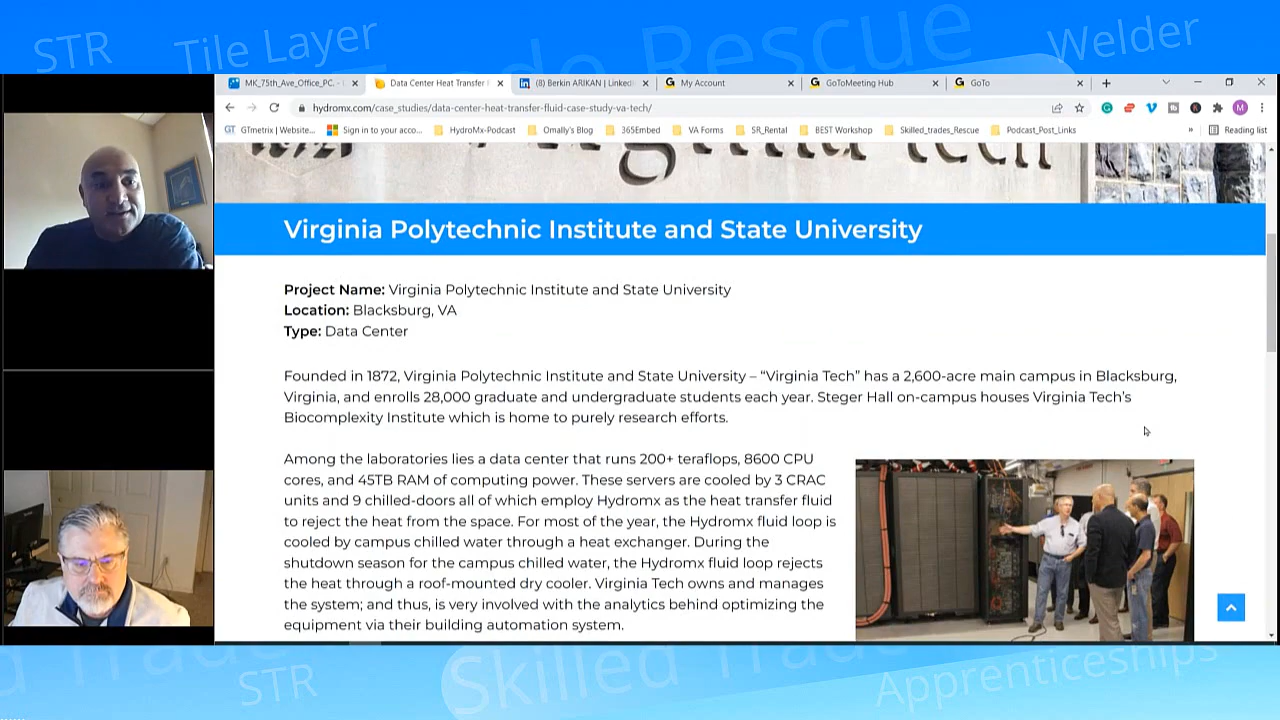 STR
Tile Layer
de Rescue
Welder
MK_75th_Ave_Office_PC. -
Data Center Heat Transfer
(8) Berkin ARIKAN | LinkedI
My Account
GoToMeeting Hub
GoTo
hydromx.com/case_studies/data-center-heat-transfer-fluid-case-study-va-tech/
GTmetrix | Website...
Sign in to your acco...
HydroMx-Podcast
Omally's Blog
365Embed
VA Forms
SR_Rental
BEST Workshop
Skilled_trades_Rescue
Podcast_Post_Links
»
Reading list
Virginia Tech
Virginia Polytechnic Institute and State University
Project Name: Virginia Polytechnic Institute and State University
Location: Blacksburg, VA
Type: Data Center
Founded in 1872, Virginia Polytechnic Institute and State University – “Virginia Tech” has a 2,600-acre main campus in Blacksburg,
Virginia, and enrolls 28,000 graduate and undergraduate students each year. Steger Hall on-campus houses Virginia Tech’s
Biocomplexity Institute which is home to purely research efforts.
Among the laboratories lies a data center that runs 200+ teraflops, 8600 CPU
cores, and 45TB RAM of computing power. These servers are cooled by 3 CRAC
units and 9 chilled-doors all of which employ Hydromx as the heat transfer fluid
to reject the heat from the space. For most of the year, the Hydromx fluid loop is
cooled by campus chilled water through a heat exchanger. During the
shutdown season for the campus chilled water, the Hydromx fluid loop rejects
the heat through a roof-mounted dry cooler. Virginia Tech owns and manages
the system; and thus, is very involved with the analytics behind optimizing the
equipment via their building automation system.
STR
Skilled Trade
Apprenticeships